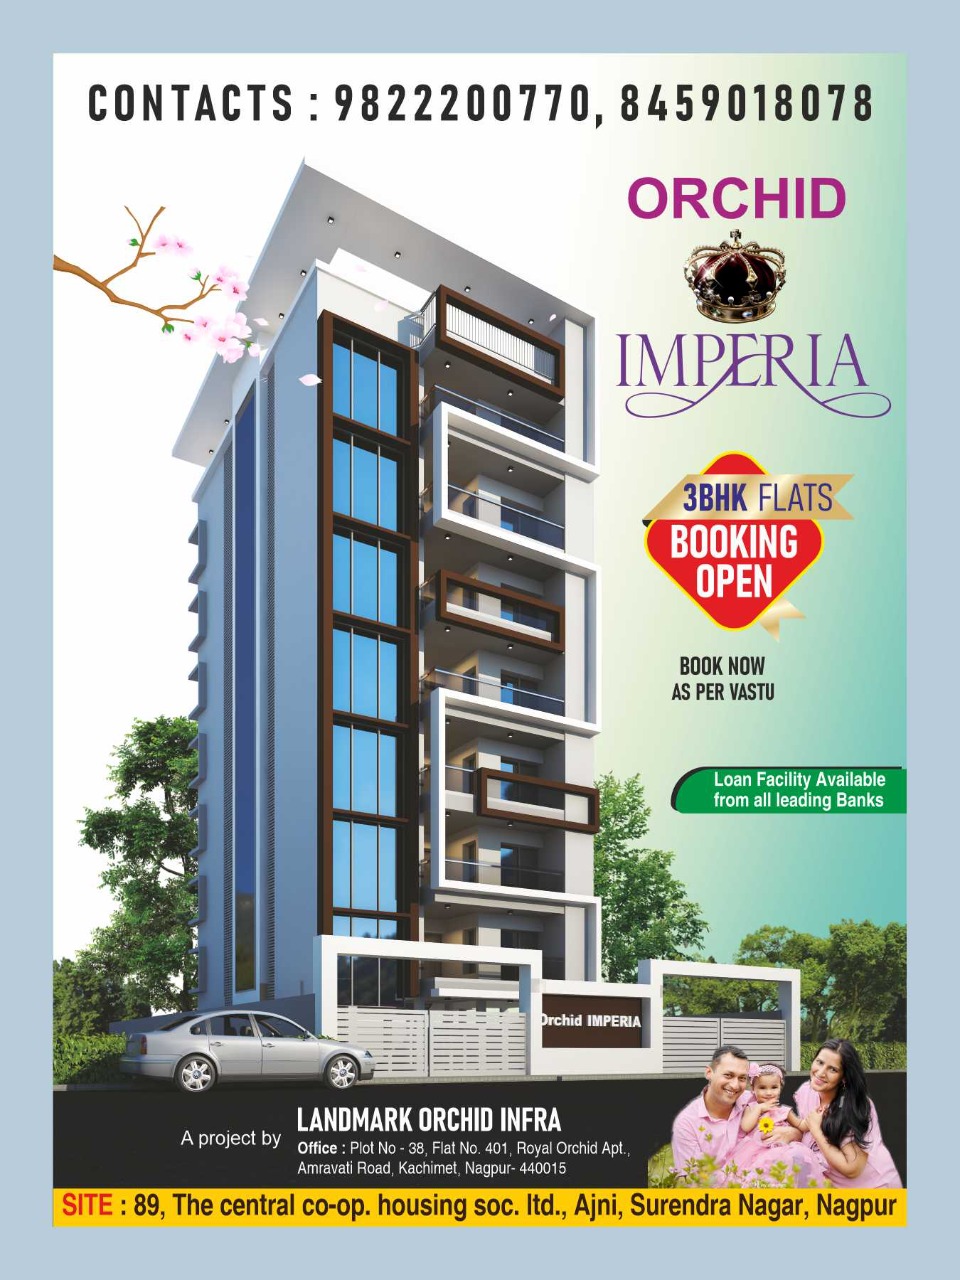 CONTACTS : 9822200770, 8459018078
ORCHID
IMPERIA
3BHK FLATS
BOOKING
OPEN
BOOK NOW
AS PER VASTU
Loan Facility Available
from all leading Banks
Orchid IMPERIA
A project by
LANDMARK ORCHID INFRA
Office : Plot No - 38, Flat No. 401, Royal Orchid Apt.,
Amravati Road, Kachimet, Nagpur- 440015
SITE : 89, The central co-op. housing soc. ltd., Ajni, Surendra Nagar, Nagpur